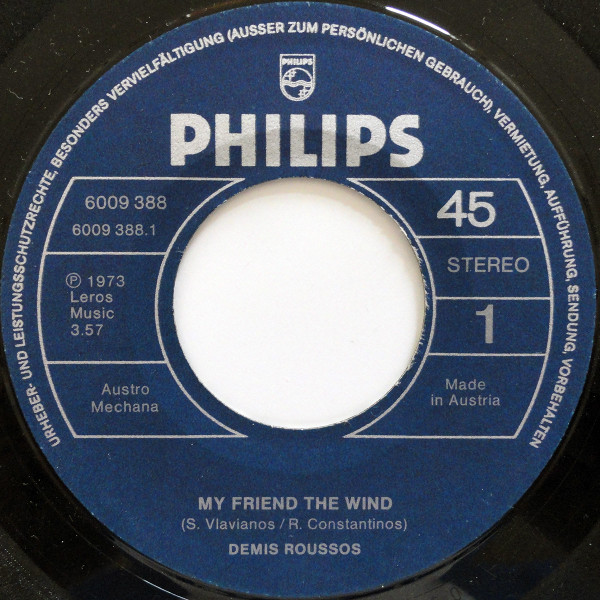 URHEBER- UND LEISTUNGSSCHUTZRECHTE, BESONDERS VERVIELFÄLTIGUNG (AUSSER ZUM PERSÖNLICHEN GEBRAUCH), VERMIETUNG, AUFFÜHRUNG, SENDUNG, VORBEHALTEN
PHILIPS
PHILIPS
6009 388
6009 388.1
℗ 1973
Leros
Music
3.57
Austro
Mechana
45
STEREO
1
Made
in Austria
MY FRIEND THE WIND
(S. Vlavianos / R. Constantinos)
DEMIS ROUSSOS